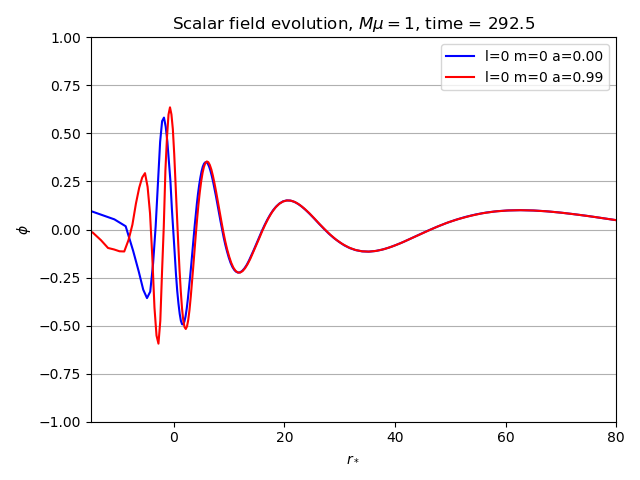 Scalar field evolution, Mμ = 1, time = 292.5
1.00
0.75
0.50
0.25
0.00
−0.25
−0.50
−0.75
−1.00
ϕ
l=0 m=0 a=0.00
l=0 m=0 a=0.99
0 20 40 60 80
r*